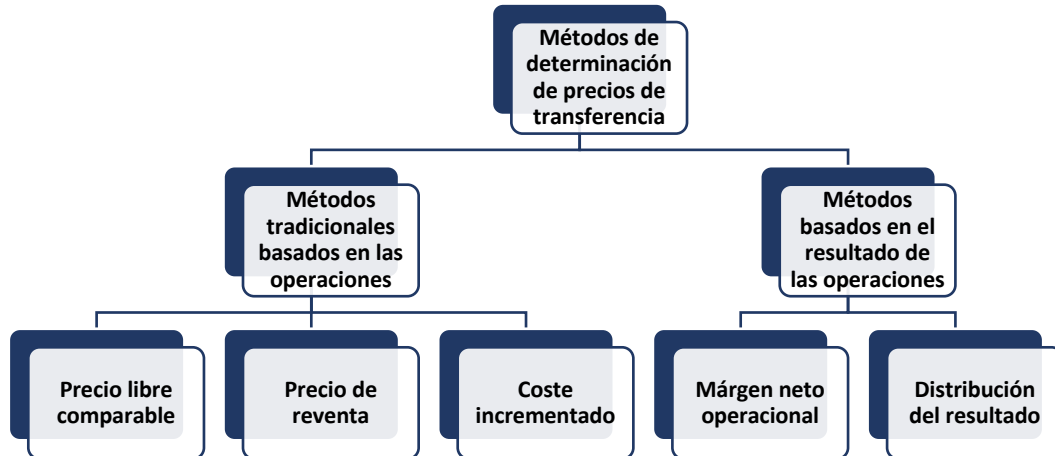 Métodos de
determinación
de precios de
transferencia
Métodos
tradicionales
basados en las
operaciones
Métodos
basados en el
resultado de
las operaciones
Precio libre
comparable
Precio de
reventa
Coste
incrementado
Márgen neto
operacional
Distribución
del resultado